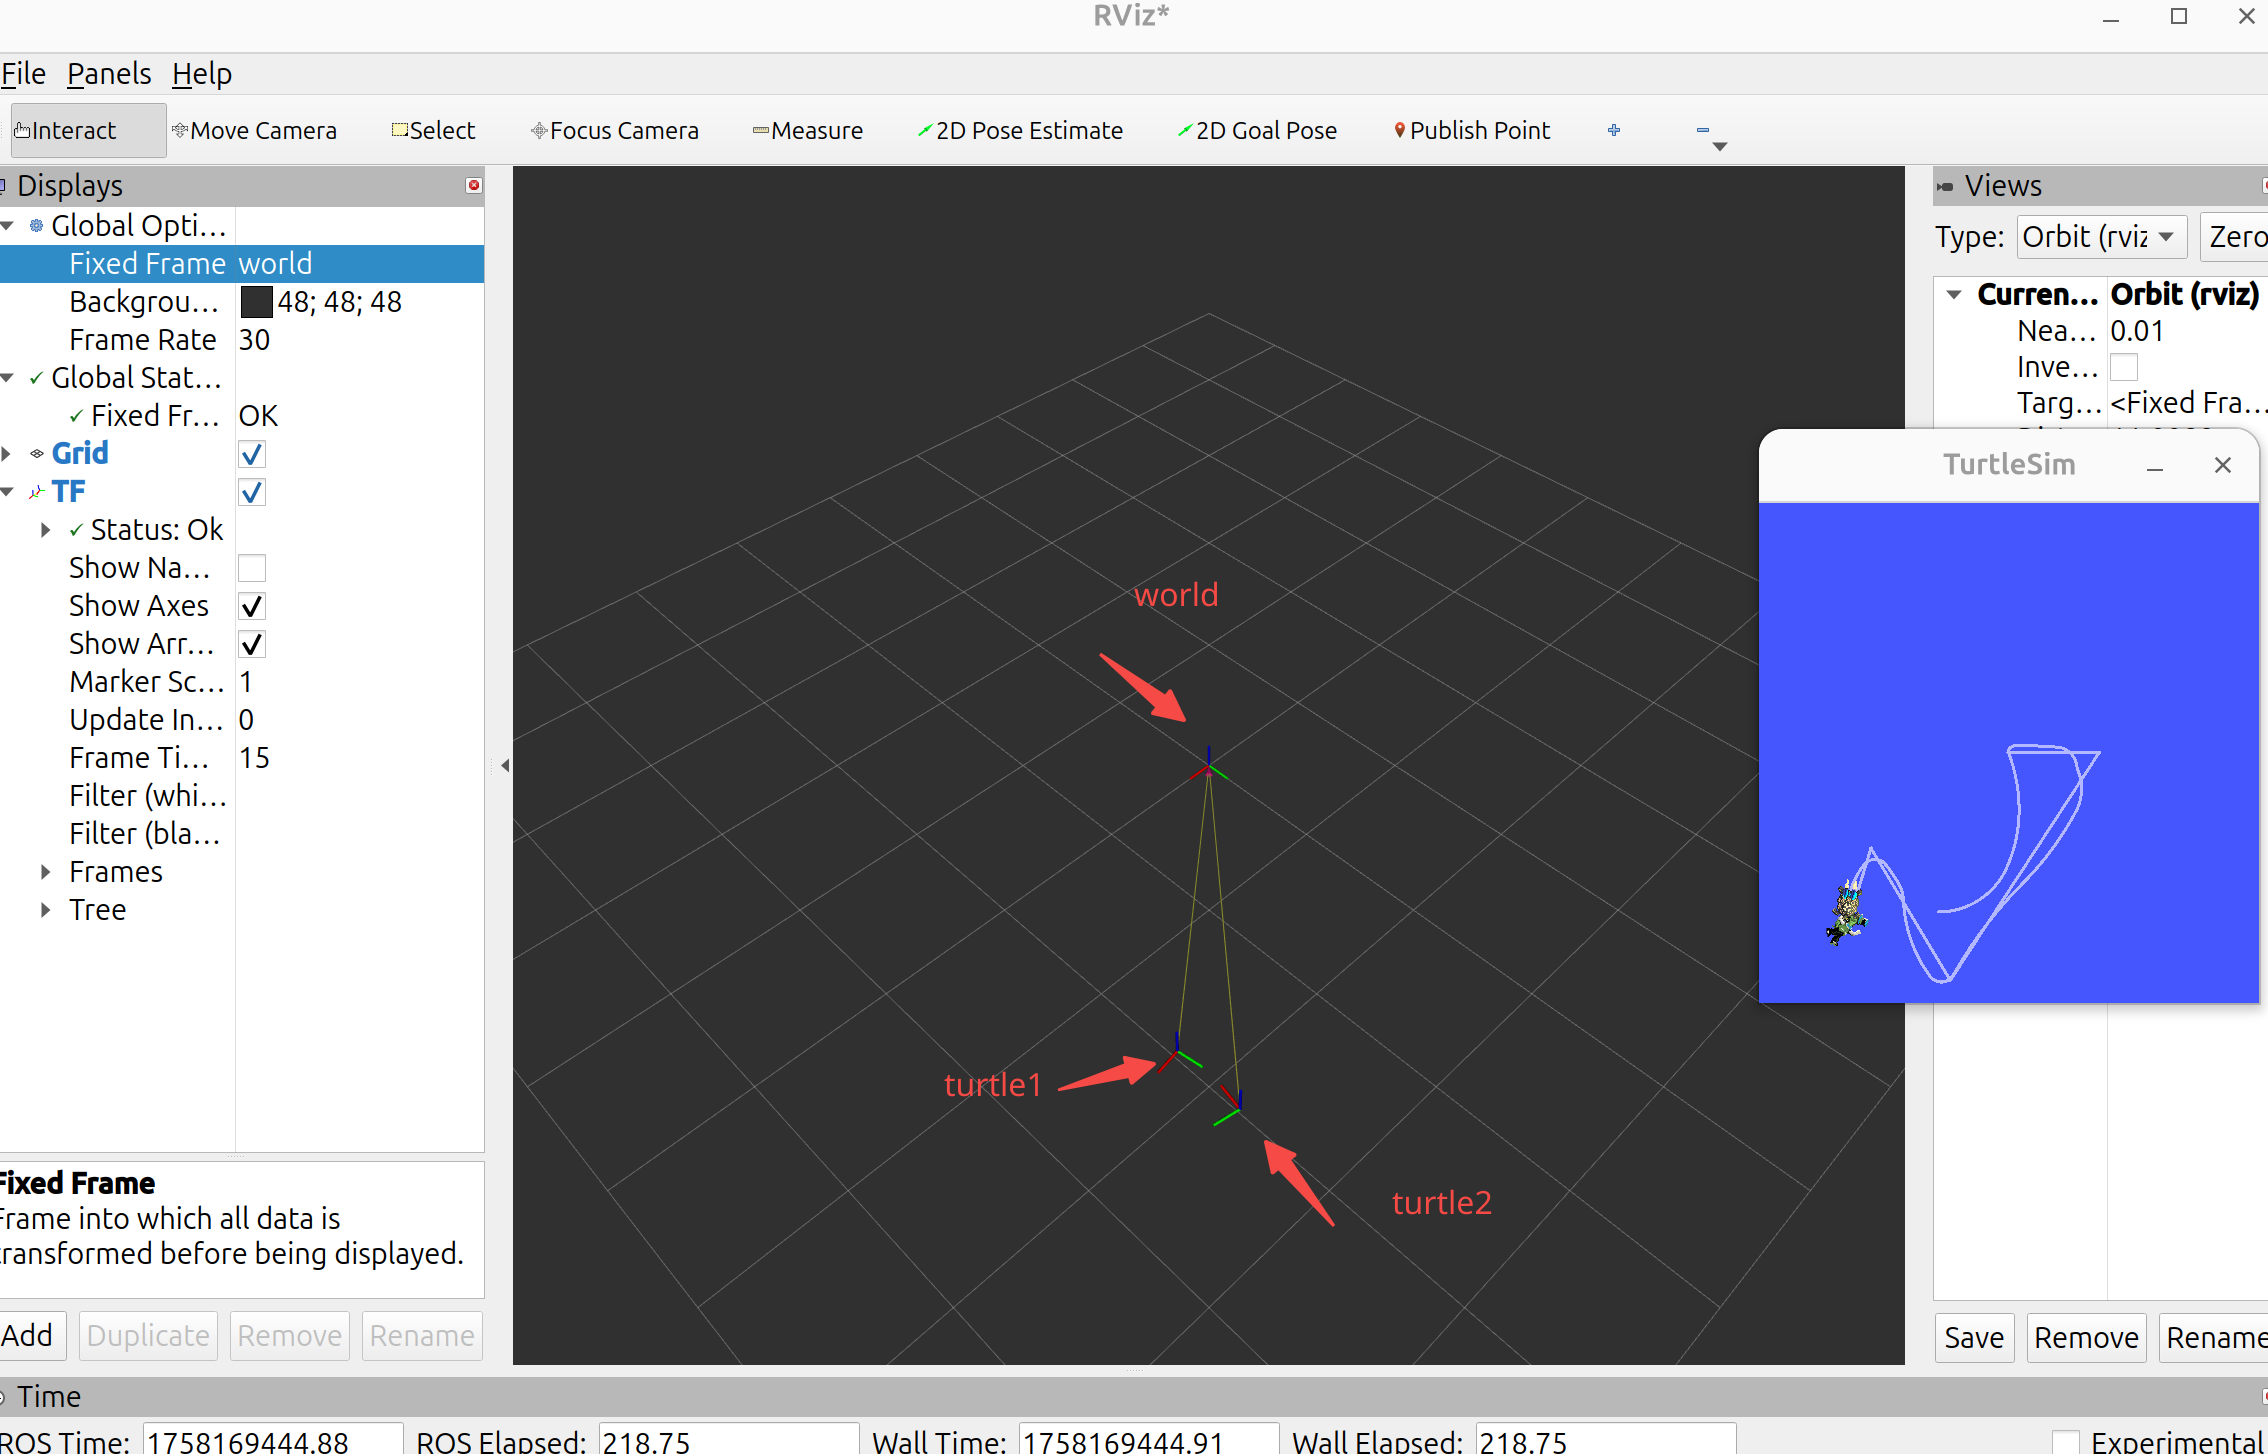 RViz*
File Panels Help
Interact Move Camera Select Focus Camera Measure 2D Pose Estimate 2D Goal Pose Publish Point
Displays
Global Opti...
Fixed Frame world
Backgrou... 48; 48; 48
Frame Rate 30
Global Stat...
Fixed Fr... OK
Grid
TF
Status: Ok
Show Na...
Show Axes
Show Arr...
Marker Sc... 1
Update In... 0
Frame Ti... 15
Filter (whi...
Filter (bla...
Frames
Tree
Fixed Frame
Frame into which all data is
transformed before being displayed.
Add Duplicate Remove Rename
world
turtle1
turtle2
Views
Type: Orbit (rviz Zero
Curren... Orbit (rviz)
Nea... 0.01
Inve...
Targ... <Fixed Fra...
TurtleSim
Save Remove Rename
Time
ROS Time: 1758169444.88 ROS Elapsed: 218.75 Wall Time: 1758169444.91 Wall Elapsed: 218.75 Experimental